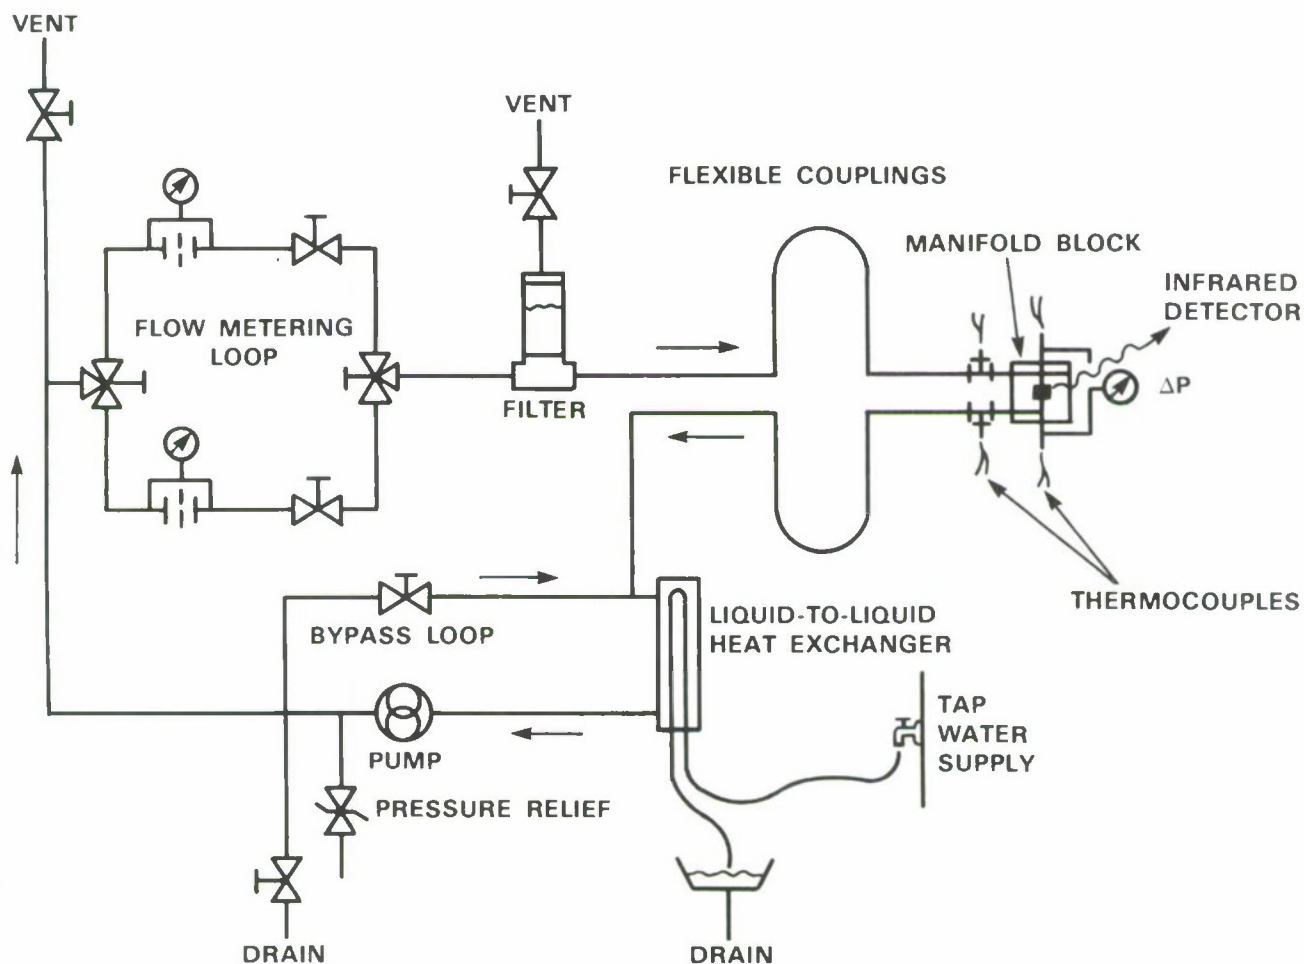 VENT
VENT
FLEXIBLE COUPLINGS
MANIFOLD BLOCK
INFRARED
DETECTOR
FLOW METERING
LOOP
ΔP
FILTER
THERMOCOUPLES
BYPASS LOOP
LIQUID-TO-LIQUID
HEAT EXCHANGER
TAP
WATER
SUPPLY
PUMP
PRESSURE RELIEF
DRAIN
DRAIN